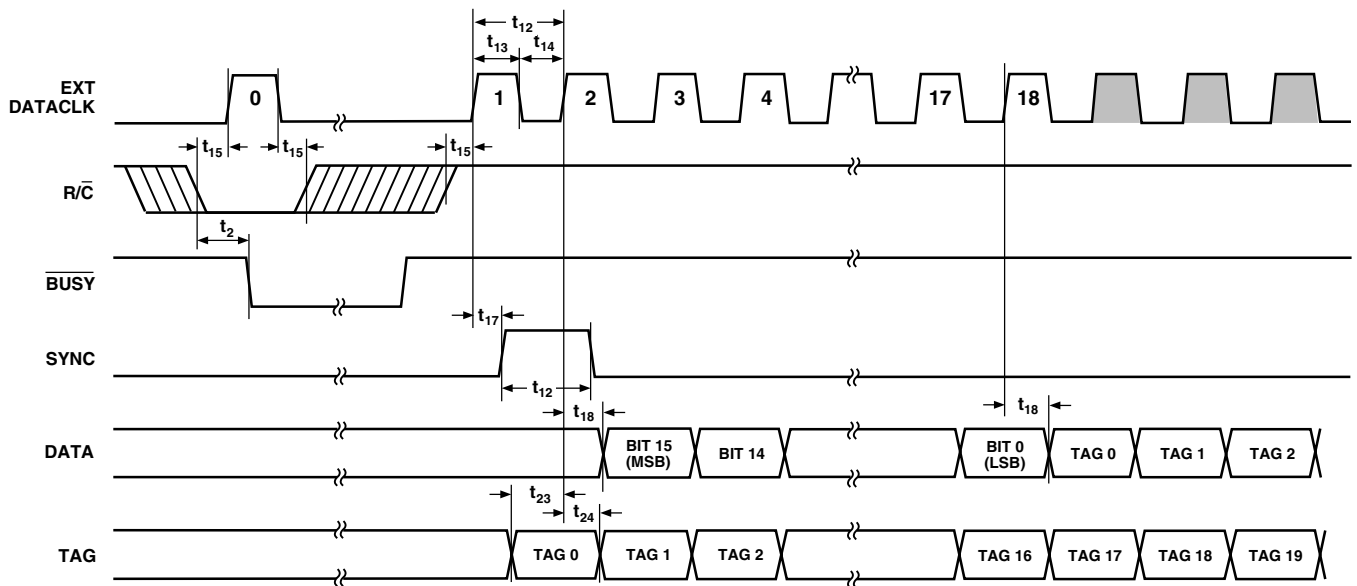 t12
t13 t14
EXT DATACLK
0 1 2 3 4 17 18
t15 t15 t15
R/C̅
t2
B̅U̅S̅Y̅
t17
SYNC
t12
t18 t18
DATA
BIT 15 (MSB) BIT 14 BIT 0 (LSB) TAG 0 TAG 1 TAG 2
t23
t24
TAG
TAG 0 TAG 1 TAG 2 TAG 16 TAG 17 TAG 18 TAG 19